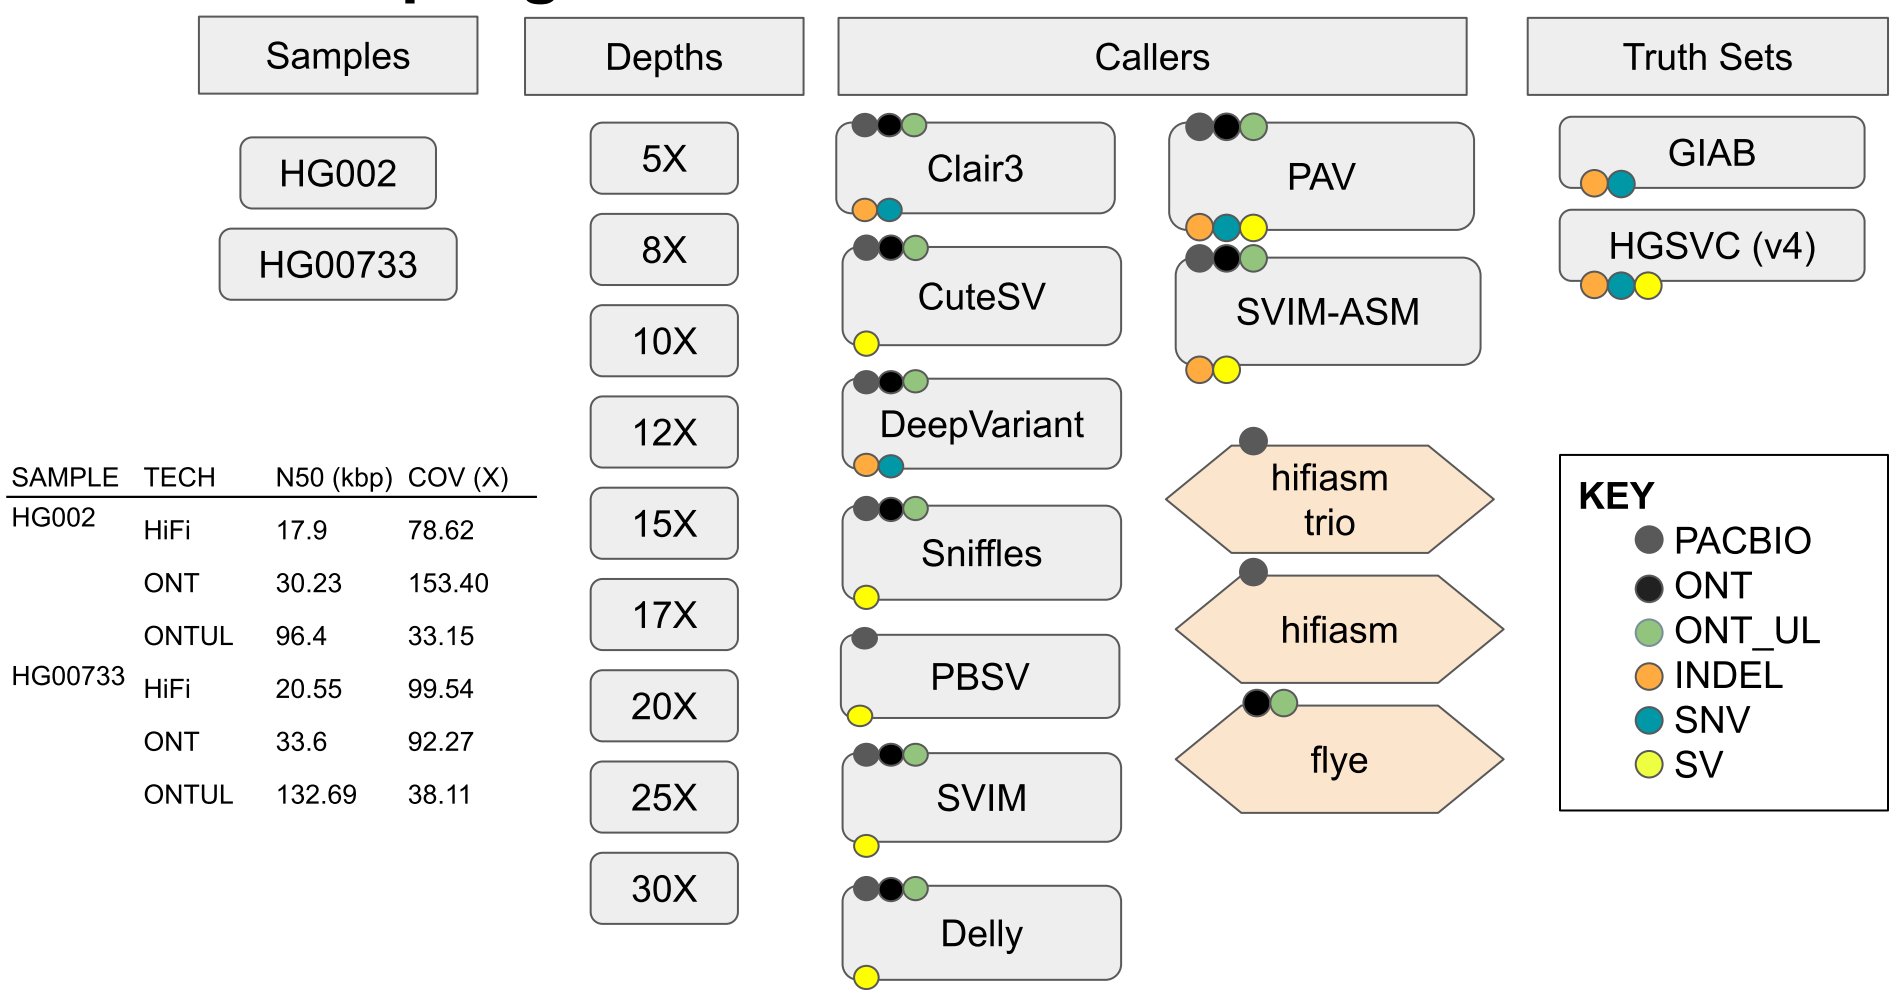 Samples
HG002
HG00733
SAMPLE TECH N50 (kbp) COV (X)
HG002 HiFi 17.9 78.62
ONT 30.23 153.40
ONTUL 96.4 33.15
HG00733 HiFi 20.55 99.54
ONT 33.6 92.27
ONTUL 132.69 38.11
Depths
5X
8X
10X
12X
15X
17X
20X
25X
30X
Callers
Clair3
CuteSV
DeepVariant
Sniffles
PBSV
SVIM
Delly
PAV
SVIM-ASM
hifiasm
trio
hifiasm
flye
Truth Sets
GIAB
HGSVC (v4)
KEY
PACBIO
ONT
ONT_UL
INDEL
SNV
SV